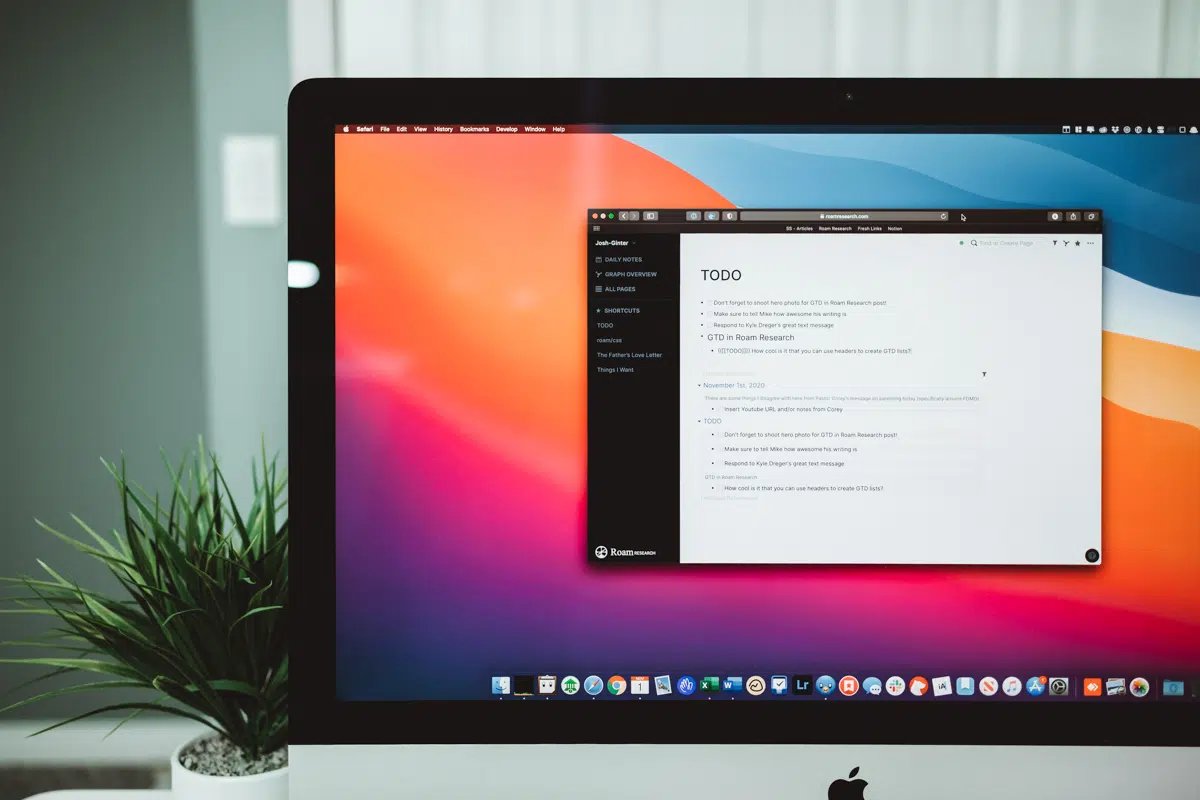 Safari File Edit View History Bookmarks Develop Window Help
roamresearch.com
SS - Articles Roam Research Fresh Links Notion
Josh-Ginter
Find or Create Page
DAILY NOTES
GRAPH OVERVIEW
ALL PAGES
SHORTCUTS
TODO
roam/css
The Father's Love Letter
Things I Want
Roam RESEARCH
TODO
Don't forget to shoot hero photo for GTD in Roam Research post!
Make sure to tell Mike how awesome his writing is
Respond to Kyle Dreger's great text message
GTD in Roam Research
{{[[TODO]]}} How cool is it that you can use headers to create GTD lists?
November 1st, 2020
These are some things I disagree with here from Pastor Corey's message on parenting today (specifically around FOMO)
Insert Youtube URL and/or notes from Corey
TODO
Don't forget to shoot hero photo for GTD in Roam Research post!
Make sure to tell Mike how awesome his writing is
Respond to Kyle Dreger's great text message
GTD in Roam Research
How cool is it that you can use headers to create GTD lists?
1
X
W
Lr
iA